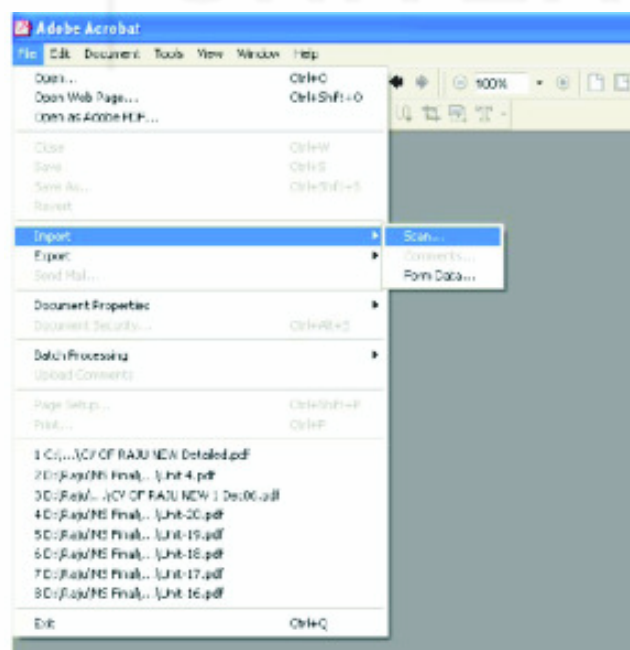 Adobe Acrobat
File Edit Document Tools View Window Help
Open... Ctrl+O
Open Web Page... Ctrl+Shift+O
Open as Adobe PDF...
100%
Close Ctrl+W
Save Ctrl+S
Save As... Ctrl+Shift+S
Revert
Import
Scan...
Export
Comments...
Send Mail...
Form Data...
Document Properties
Document Security... Ctrl+Alt+S
Batch Processing
Upload Comments
Page Setup... Ctrl+Shift+P
Print... Ctrl+P
1 C:\...\CV OF RAJU NEW Detailed.pdf
2 D:\Raju\MS Final\...\Unit-4.pdf
3 D:\Raju\...\CV OF RAJU NEW 1 Dec06.pdf
4 D:\Raju\MS Final\...\Unit-20.pdf
5 D:\Raju\MS Final\...\Unit-19.pdf
6 D:\Raju\MS Final\...\Unit-18.pdf
7 D:\Raju\MS Final\...\Unit-17.pdf
8 D:\Raju\MS Final\...\Unit-16.pdf
Exit Ctrl+Q